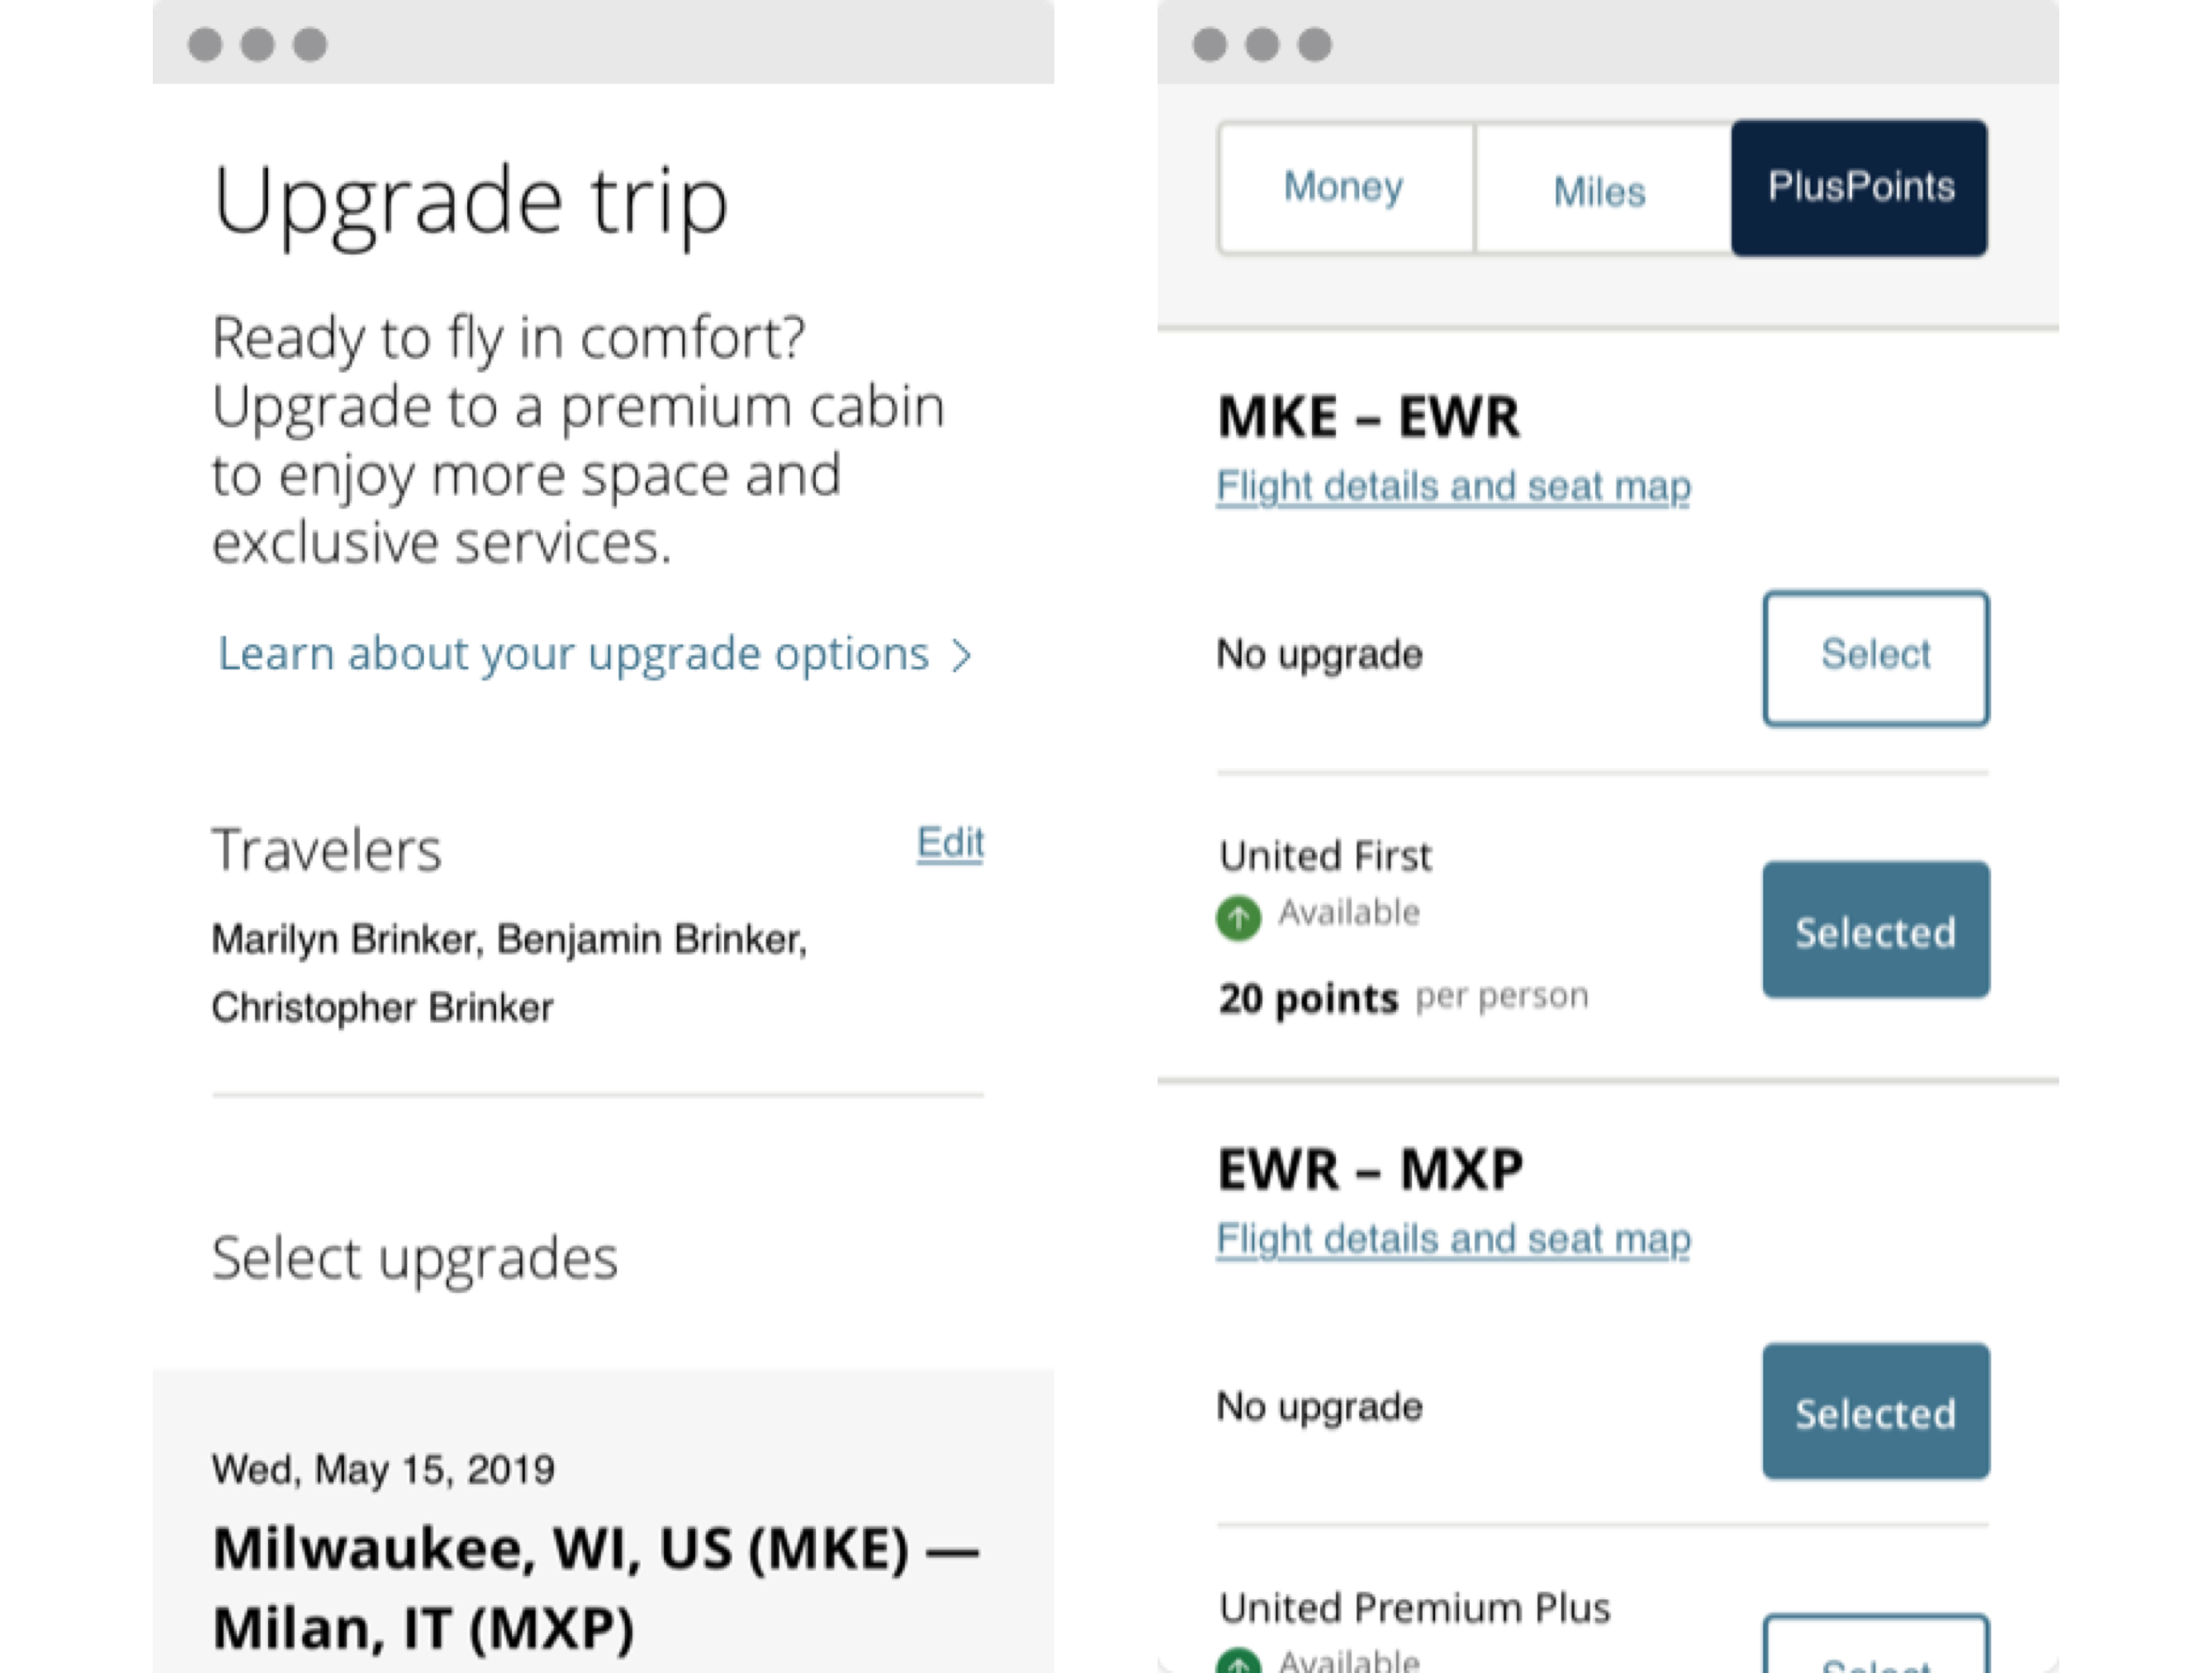 Upgrade trip
Ready to fly in comfort?
Upgrade to a premium cabin
to enjoy more space and
exclusive services.
Learn about your upgrade options >
Travelers
Edit
Marilyn Brinker, Benjamin Brinker,
Christopher Brinker
Select upgrades
Wed, May 15, 2019
Milwaukee, WI, US (MKE) —
Milan, IT (MXP)
Money
Miles
PlusPoints
MKE – EWR
Flight details and seat map
No upgrade
Select
United First
Available
Selected
20 points per person
EWR – MXP
Flight details and seat map
No upgrade
Selected
United Premium Plus
Available
Select